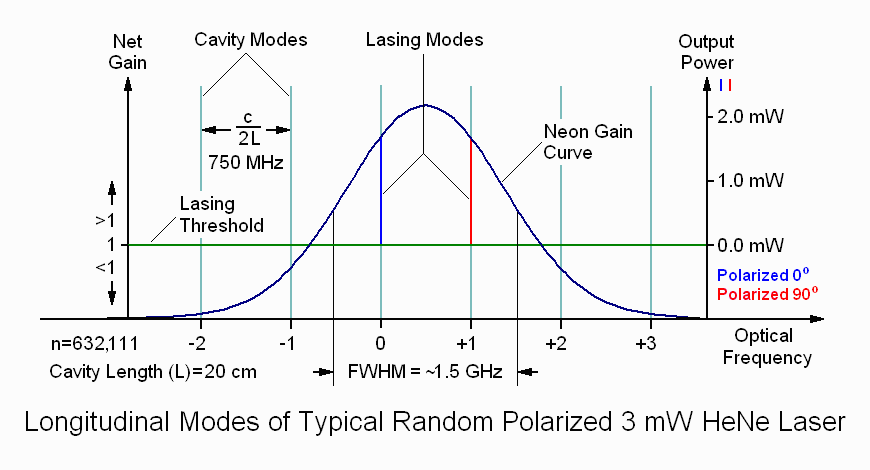 Net
Gain
Cavity Modes
Lasing Modes
Output
Power
c
2L
750 MHz
2.0 mW
Neon Gain
Curve
1.0 mW
Lasing
Threshold
>1
1
<1
0.0 mW
Polarized 0º
Polarized 90º
n=632,111
-2
-1
0
+1
+2
+3
Optical
Frequency
Cavity Length (L)=20 cm
FWHM = ~1.5 GHz
Longitudinal Modes of Typical Random Polarized 3 mW HeNe Laser